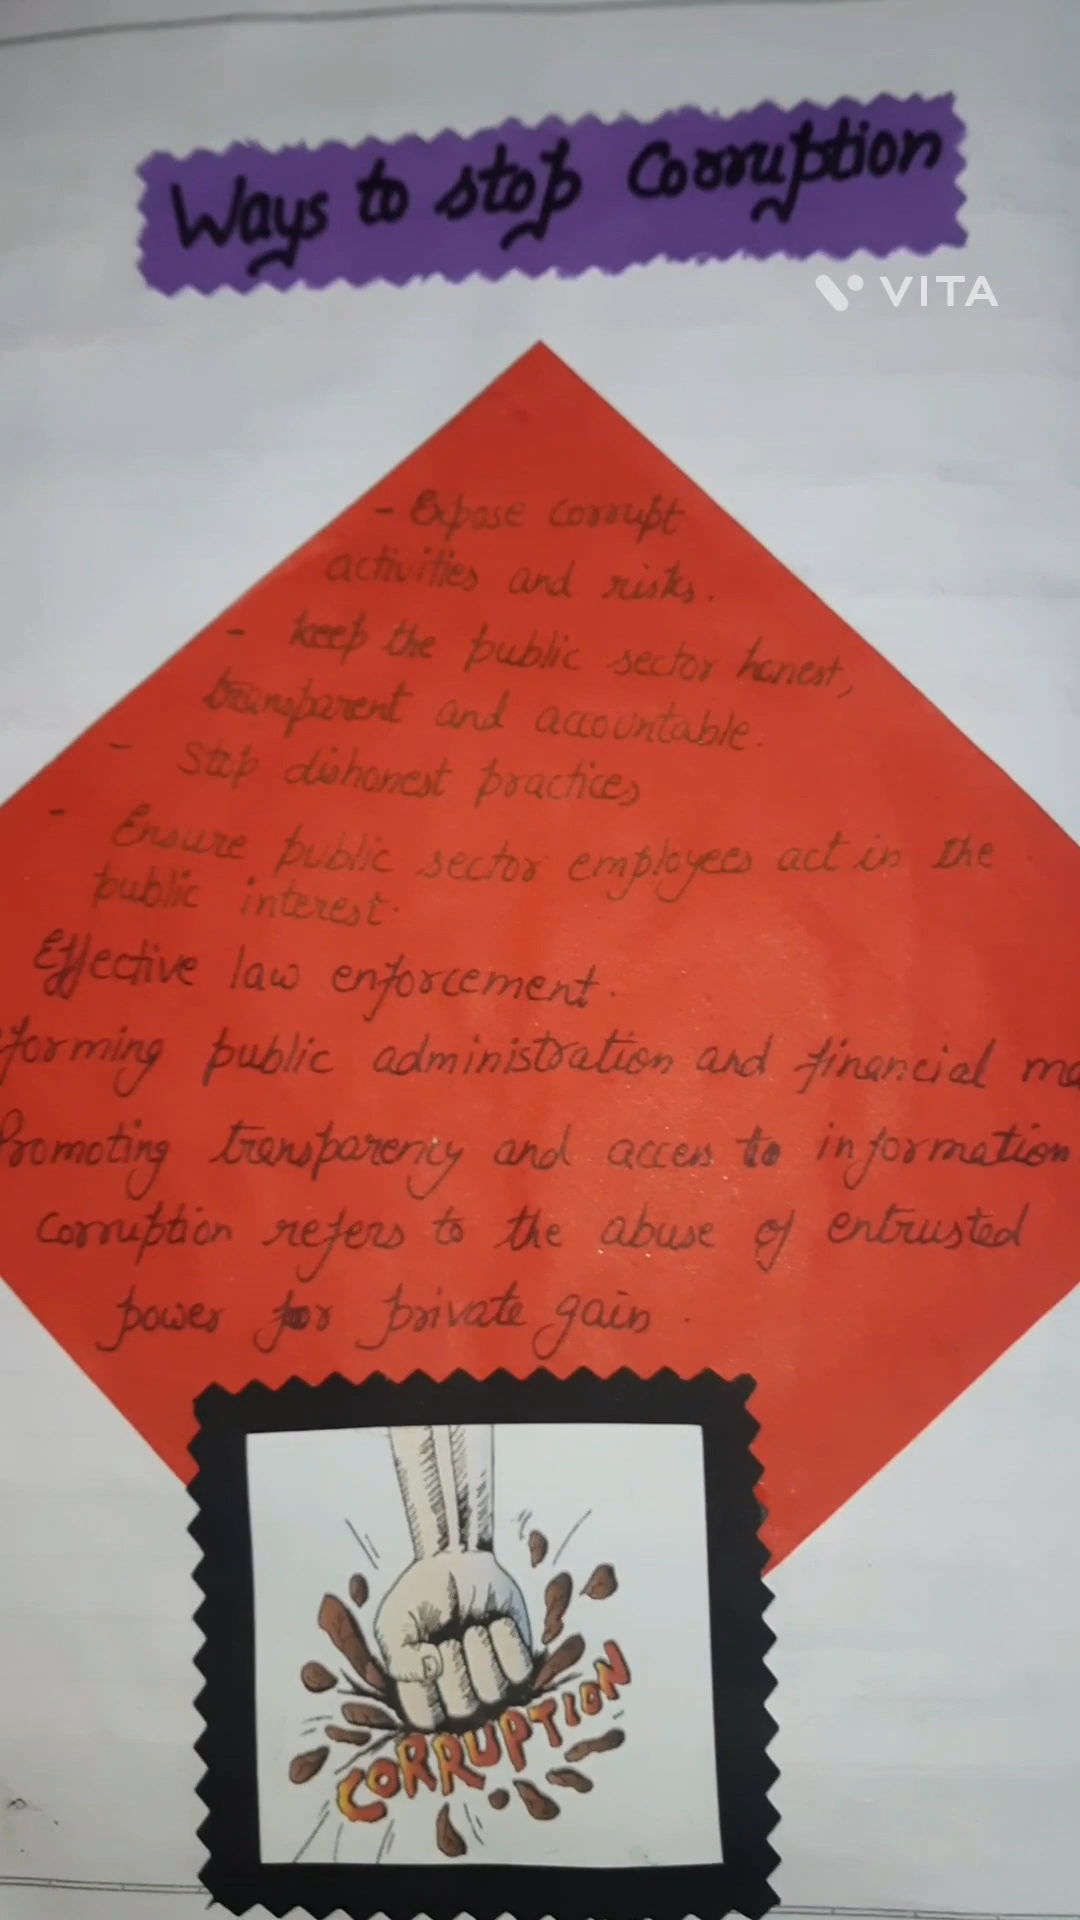 Ways to stop Corruption
VITA
- Expose corrupt
activities and risks.
- keep the public sector honest,
transparent and accountable.
- Stop dishonest practices
- Ensure public sector employees act in the
public interest.
Effective law enforcement.
forming public administration and financial ma
Promoting transparency and access to information
Corruption refers to the abuse of entrusted
power for private gain.
CORRUPTION